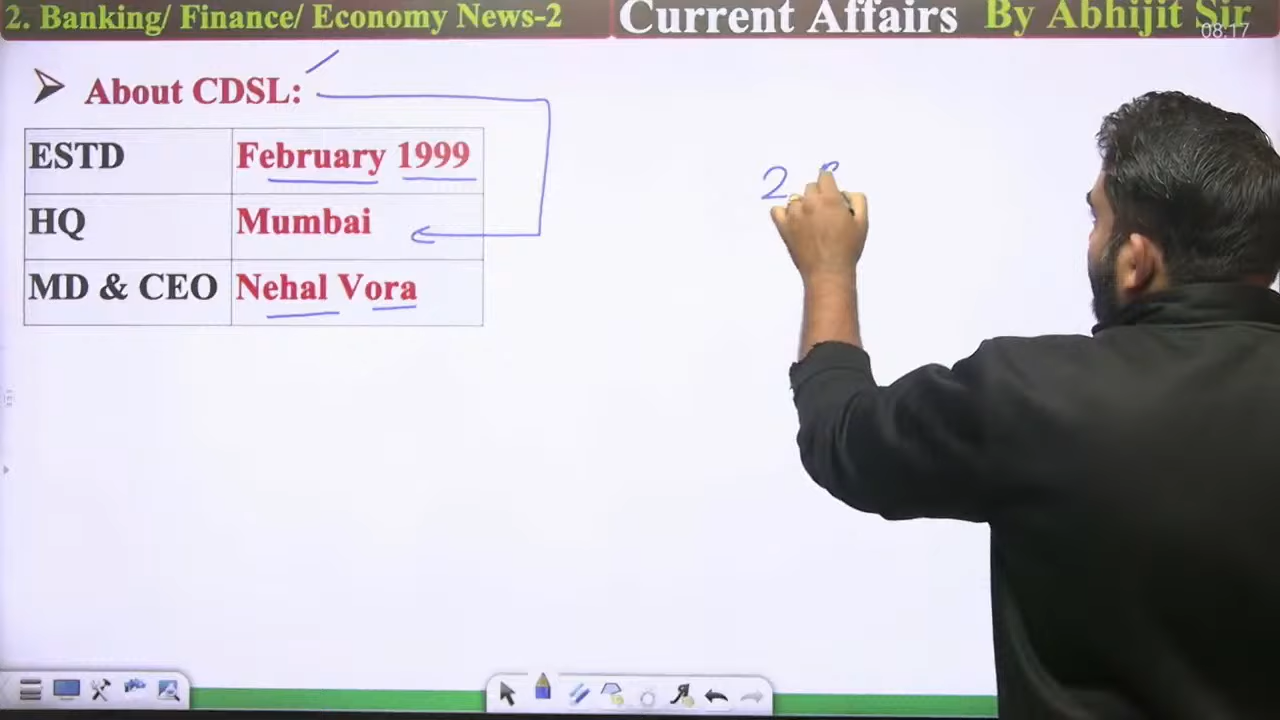 2. Banking/ Finance/ Economy News-2
Current Affairs By Abhijit Sir
08:17
About CDSL:
ESTD February 1999
HQ Mumbai
MD & CEO Nehal Vora
2